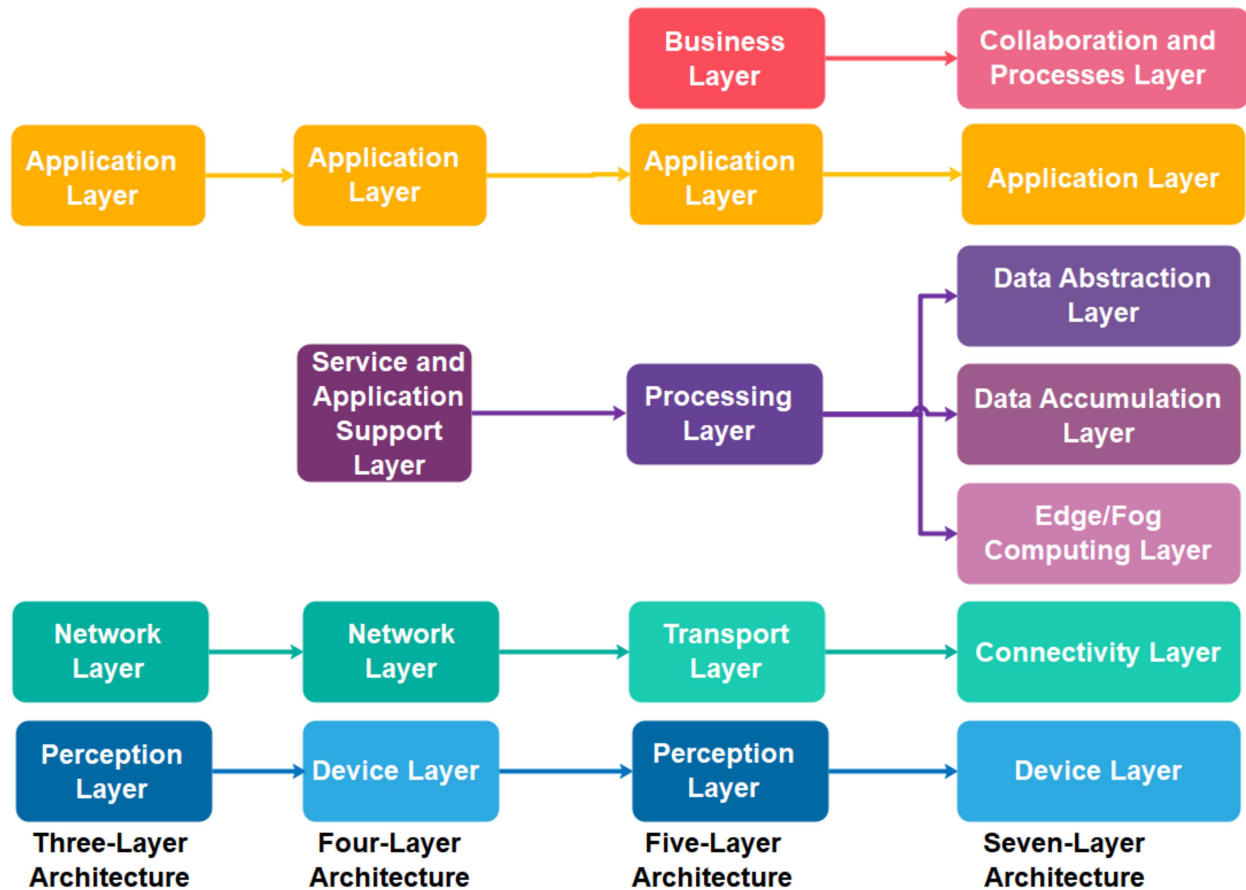 Business
Layer
Collaboration and
Processes Layer
Application
Layer
Application
Layer
Application
Layer
Application Layer
Data Abstraction
Layer
Service and
Application
Support
Layer
Processing
Layer
Data Accumulation
Layer
Edge/Fog
Computing Layer
Network
Layer
Network
Layer
Transport
Layer
Connectivity Layer
Perception
Layer
Device Layer
Perception
Layer
Device Layer
Three-Layer
Architecture
Four-Layer
Architecture
Five-Layer
Architecture
Seven-Layer
Architecture